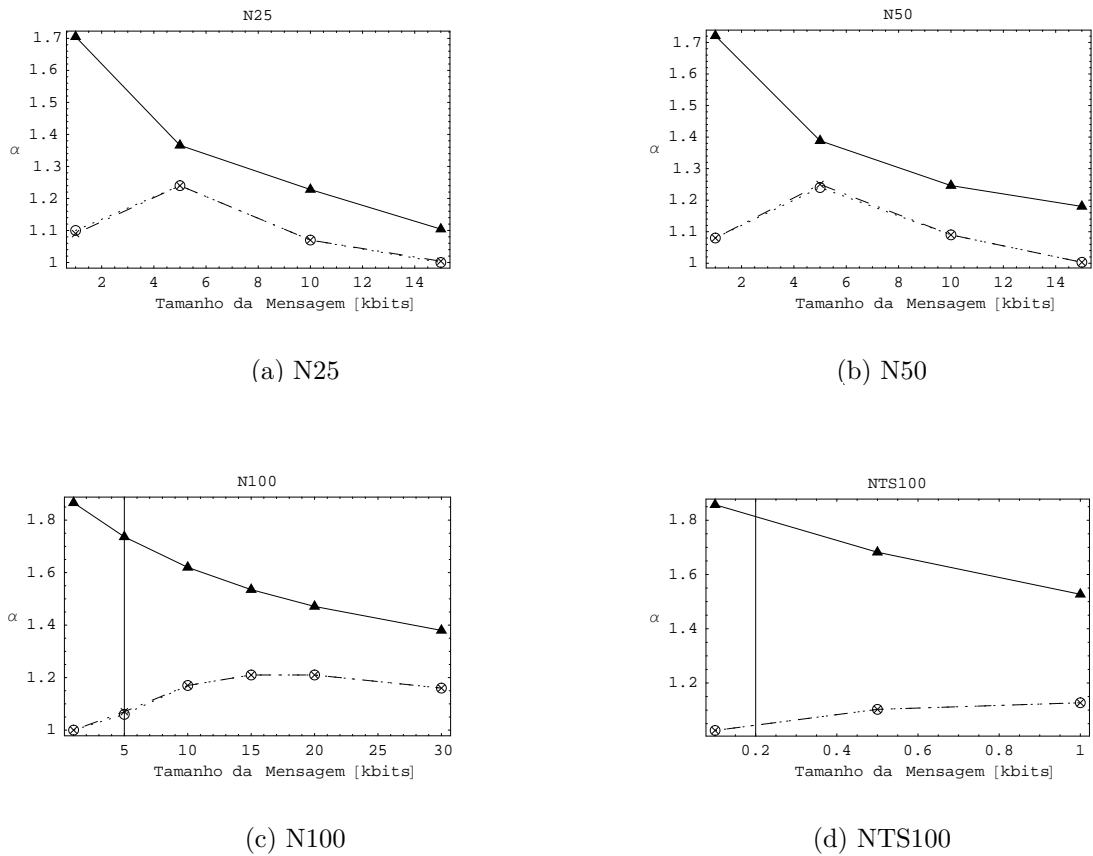 N25
1.7
1.6
1.5
1.4
α
1.3
1.2
1.1
1
2 4 6 8 10 12 14
Tamanho da Mensagem [kbits]
(a) N25
N50
1.7
1.6
1.5
1.4
α
1.3
1.2
1.1
1
2 4 6 8 10 12 14
Tamanho da Mensagem [kbits]
(b) N50
N100
1.8
1.6
α
1.4
1.2
1
5 10 15 20 25 30
Tamanho da Mensagem [kbits]
(c) N100
NTS100
1.8
1.6
α
1.4
1.2
0.2 0.4 0.6 0.8 1
Tamanho da Mensagem [kbits]
(d) NTS100